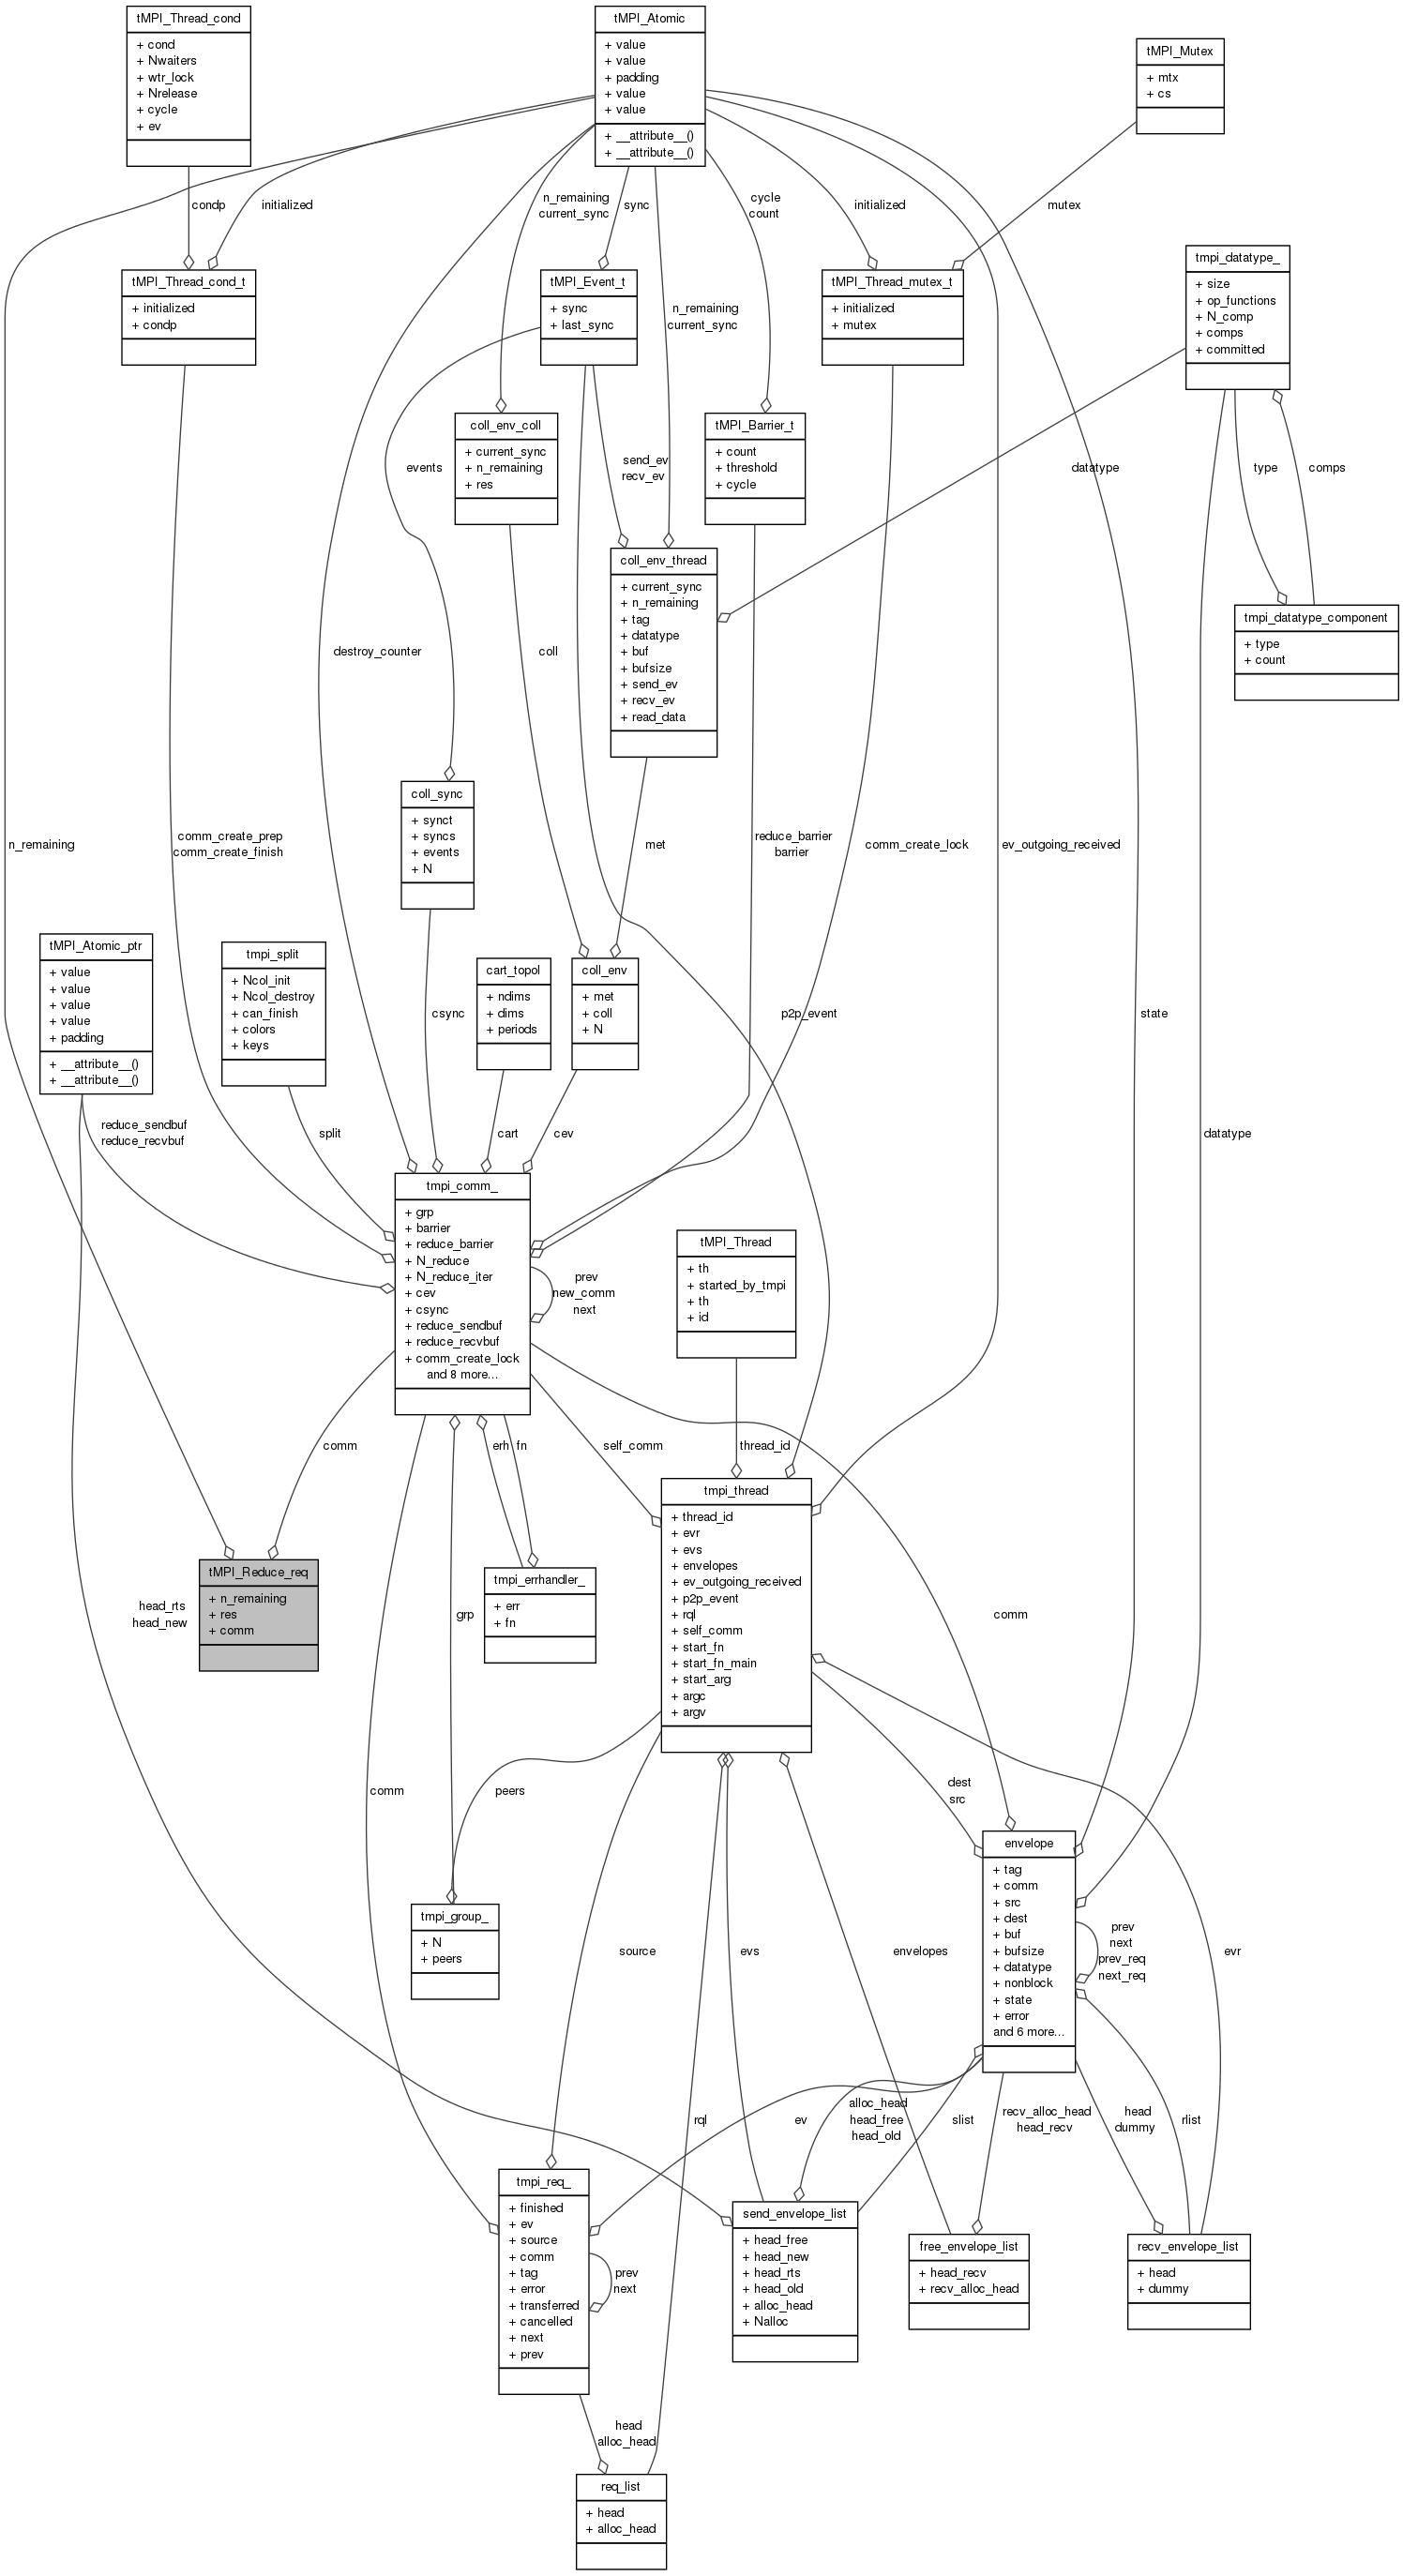 tMPI_Thread_cond
+ cond
+ Nwaiters
+ wtr_lock
+ Nrelease
+ cycle
+ ev
tMPI_Atomic
+ value
+ value
+ padding
+ value
+ value
+ __attribute__()
+ __attribute__()
tMPI_Mutex
+ mtx
+ cs
condp
initialized
n_remaining
current_sync
sync
cycle
count
initialized
mutex
tMPI_Thread_cond_t
+ initialized
+ condp
tMPI_Event_t
+ sync
+ last_sync
n_remaining
current_sync
tMPI_Thread_mutex_t
+ initialized
+ mutex
tmpi_datatype_
+ size
+ op_functions
+ N_comp
+ comps
+ committed
events
coll_env_coll
+ current_sync
+ n_remaining
+ res
send_ev
recv_ev
tMPI_Barrier_t
+ count
+ threshold
+ cycle
datatype
type
comps
coll_env_thread
+ current_sync
+ n_remaining
+ tag
+ datatype
+ buf
+ bufsize
+ send_ev
+ recv_ev
+ read_data
tmpi_datatype_component
+ type
+ count
destroy_counter
coll
n_remaining
comm_create_prep
comm_create_finish
coll_sync
+ synct
+ syncs
+ events
+ N
met
reduce_barrier
barrier
comm_create_lock
ev_outgoing_received
tMPI_Atomic_ptr
+ value
+ value
+ value
+ value
+ padding
+ __attribute__()
+ __attribute__()
tmpi_split
+ Ncol_init
+ Ncol_destroy
+ can_finish
+ colors
+ keys
csync
cart_topol
+ ndims
+ dims
+ periods
coll_env
+ met
+ coll
+ N
p2p_event
state
reduce_sendbuf
reduce_recvbuf
split
cart
cev
datatype
tmpi_comm_
+ grp
+ barrier
+ reduce_barrier
+ N_reduce
+ N_reduce_iter
+ cev
+ csync
+ reduce_sendbuf
+ reduce_recvbuf
+ comm_create_lock
and 8 more...
prev
new_comm
next
tMPI_Thread
+ th
+ started_by_tmpi
+ th
+ id
comm
erh
fn
self_comm
thread_id
tMPI_Reduce_req
+ n_remaining
+ res
+ comm
head_rts
head_new
grp
tmpi_errhandler_
+ err
+ fn
tmpi_thread
+ thread_id
+ evr
+ evs
+ envelopes
+ ev_outgoing_received
+ p2p_event
+ rql
+ self_comm
+ start_fn
+ start_fn_main
+ start_arg
+ argc
+ argv
comm
comm
peers
dest
src
tmpi_group_
+ N
+ peers
source
evs
envelopes
envelope
+ tag
+ comm
+ src
+ dest
+ buf
+ bufsize
+ datatype
+ nonblock
+ state
+ error
and 6 more...
prev
next
prev_req
next_req
evr
rql
ev
alloc_head
head_free
head_old
slist
recv_alloc_head
head_recv
head
dummy
rlist
tmpi_req_
+ finished
+ ev
+ source
+ comm
+ tag
+ error
+ transferred
+ cancelled
+ next
+ prev
prev
next
send_envelope_list
+ head_free
+ head_new
+ head_rts
+ head_old
+ alloc_head
+ Nalloc
free_envelope_list
+ head_recv
+ recv_alloc_head
recv_envelope_list
+ head
+ dummy
head
alloc_head
req_list
+ head
+ alloc_head